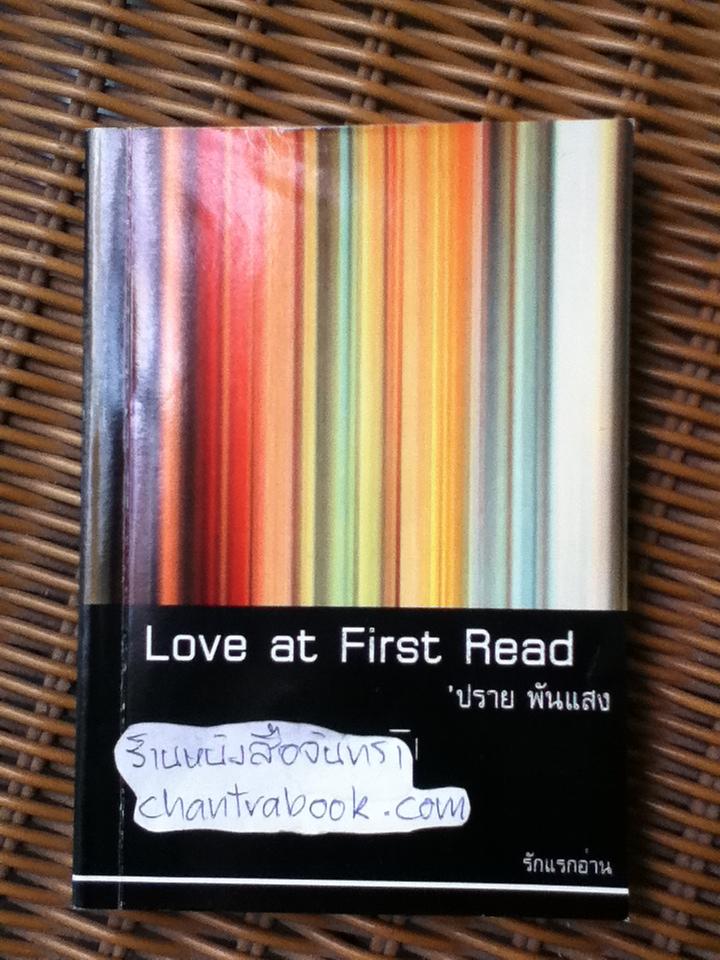 Love at First Read
'ปราย พันแสง
ร้านหนังสือจันทรา
chantrabook.com
รักแรกอ่าน